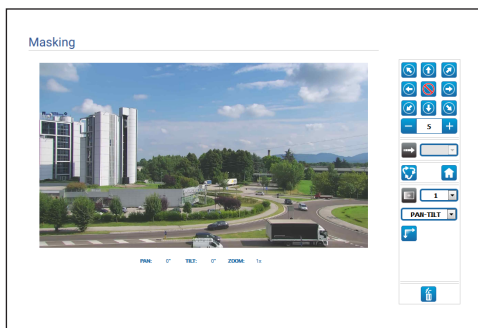 Masking
5
1
PAN-TILT
PAN: 0° TILT: 0° ZOOM: 1x